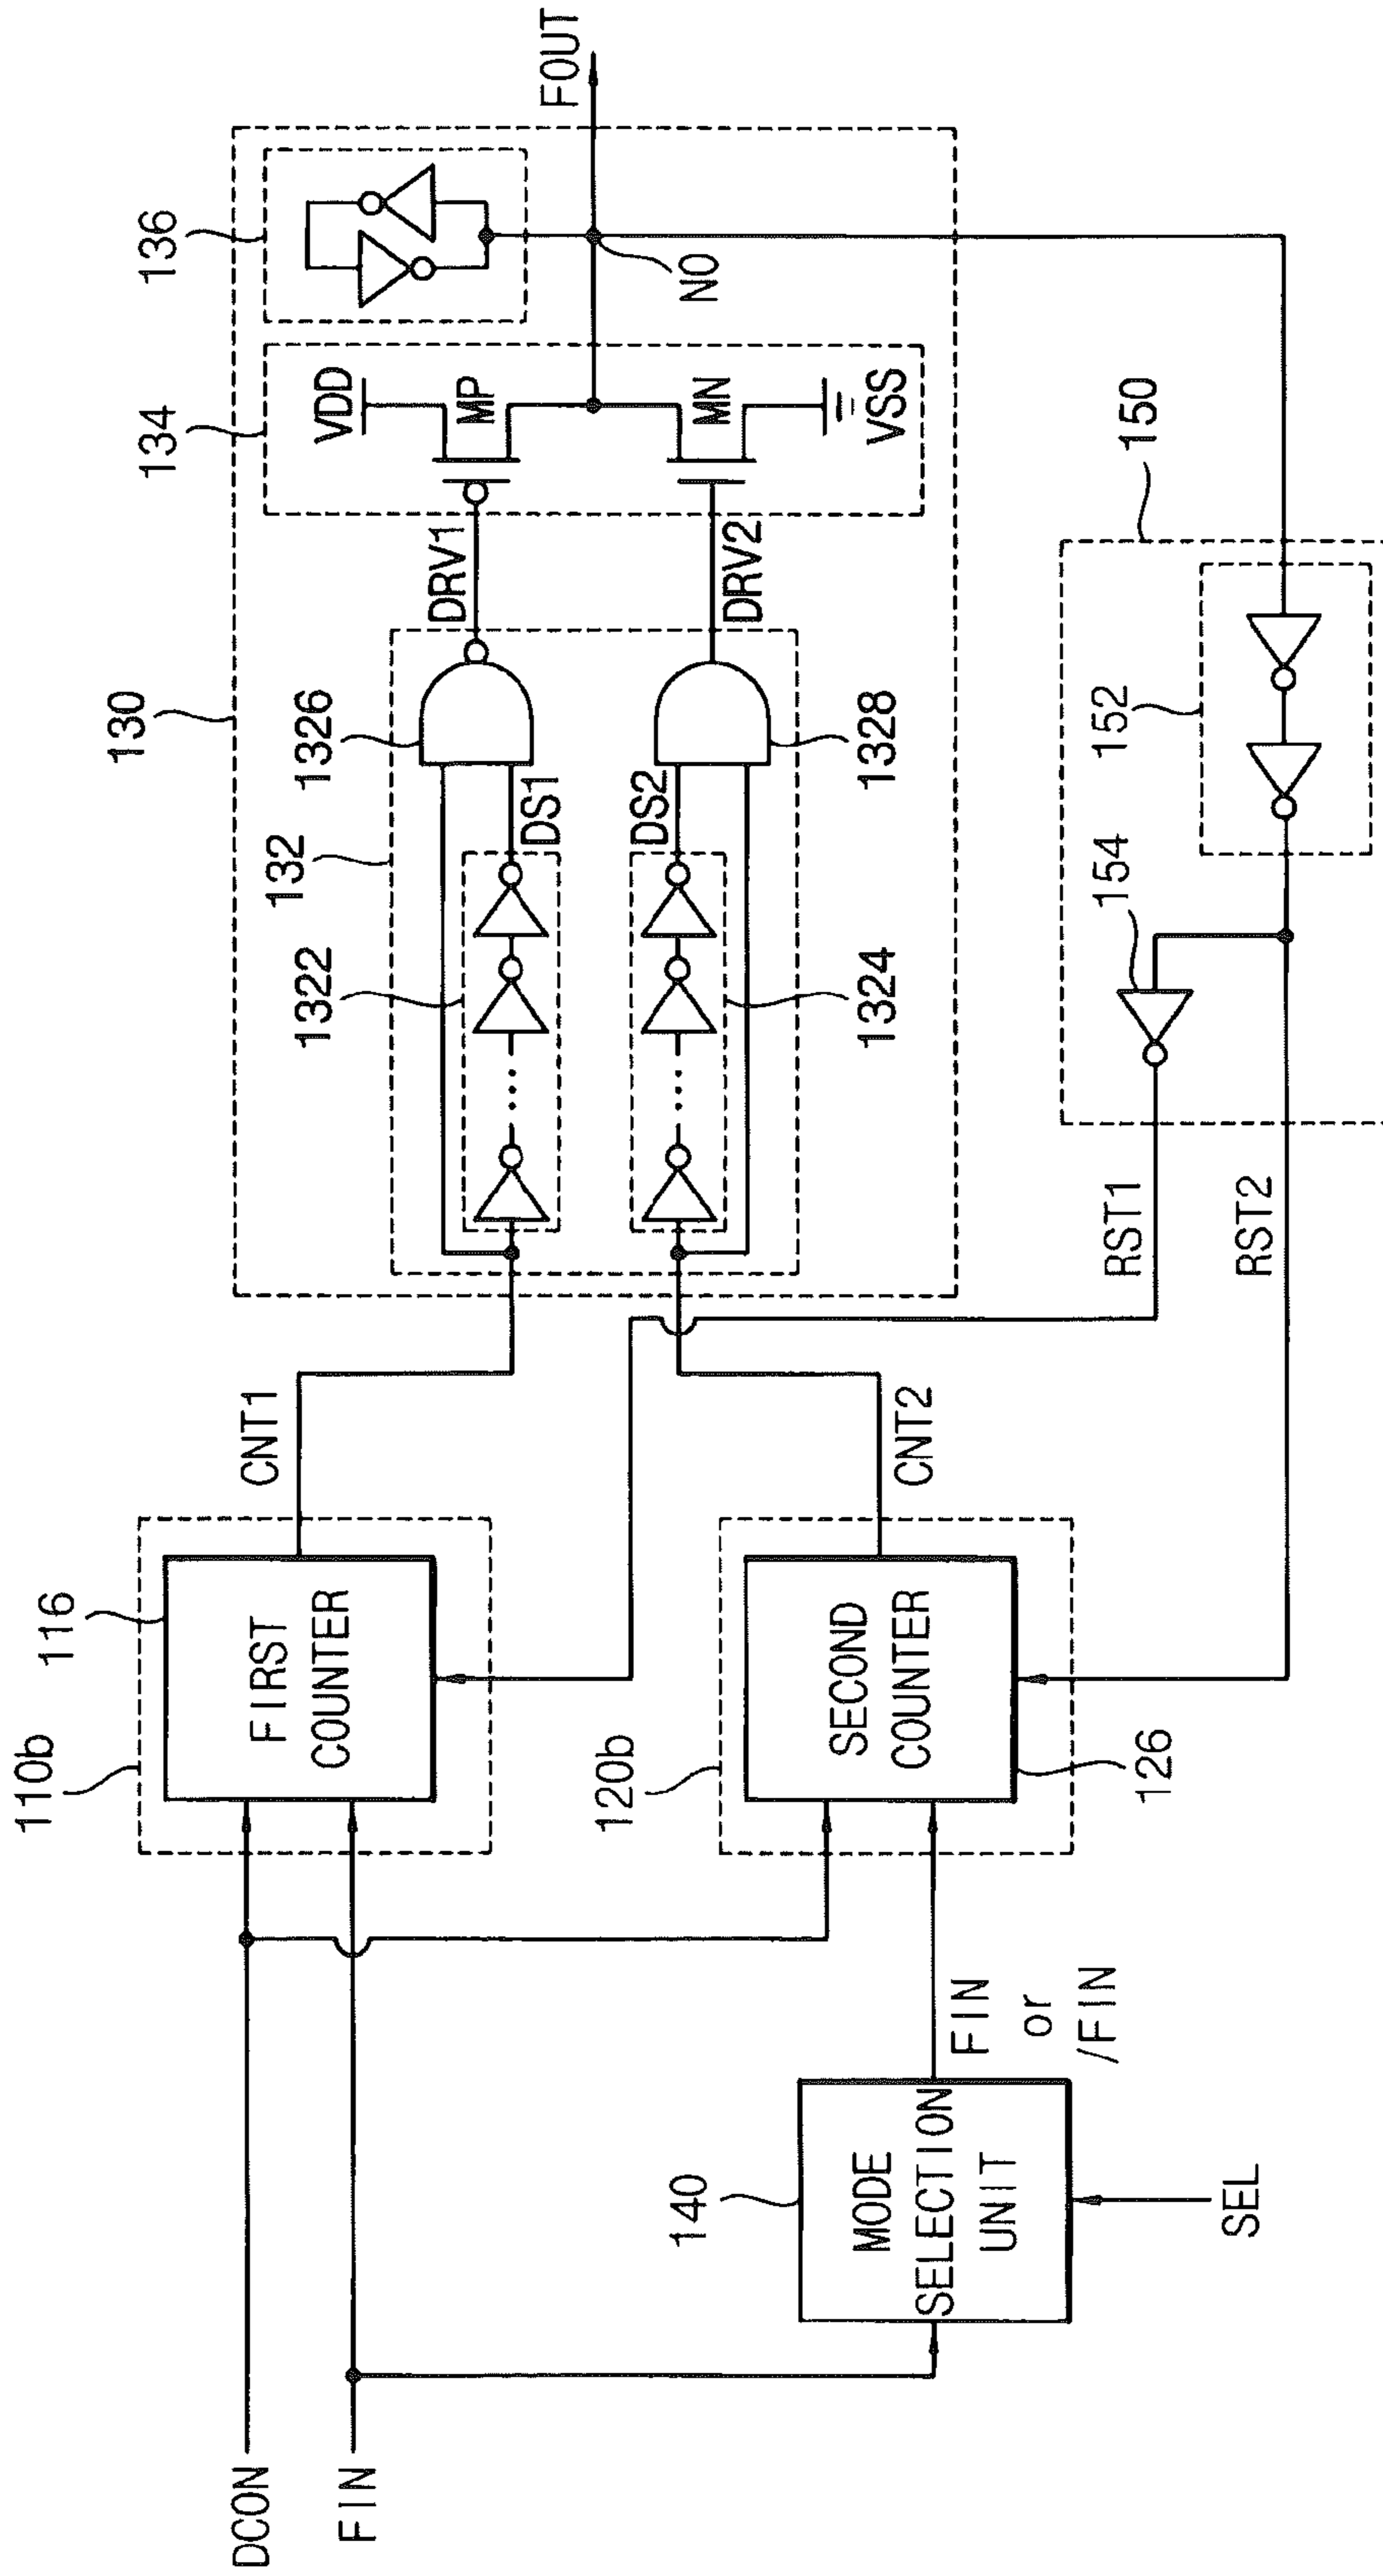 DCON
FIN
110b
116
FIRST
COUNTER
CNT1
120b
SECOND
COUNTER
126
CNT2
140
MODE
SELECTION
UNIT
SEL
FIN
or
/FIN
130
132
1322
DS1
1326
DRV1
1324
DS2
1328
DRV2
134
VDD
MP
MN
VSS
136
NO
FOUT
150
152
154
RST1
RST2